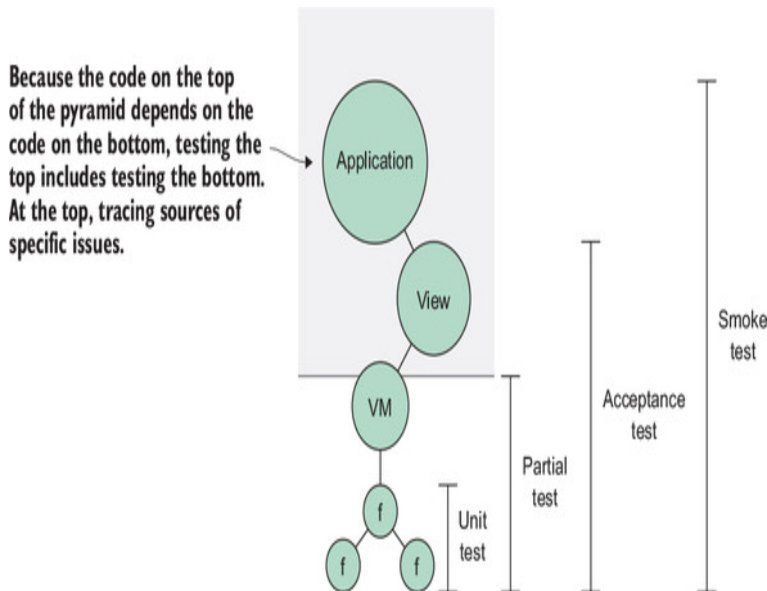 Because the code on the top
of the pyramid depends on the
code on the bottom, testing the
top includes testing the bottom.
At the top, tracing sources of
specific issues.
Application
View
VM
f
f
f
Unit
test
Partial
test
Acceptance
test
Smoke
test